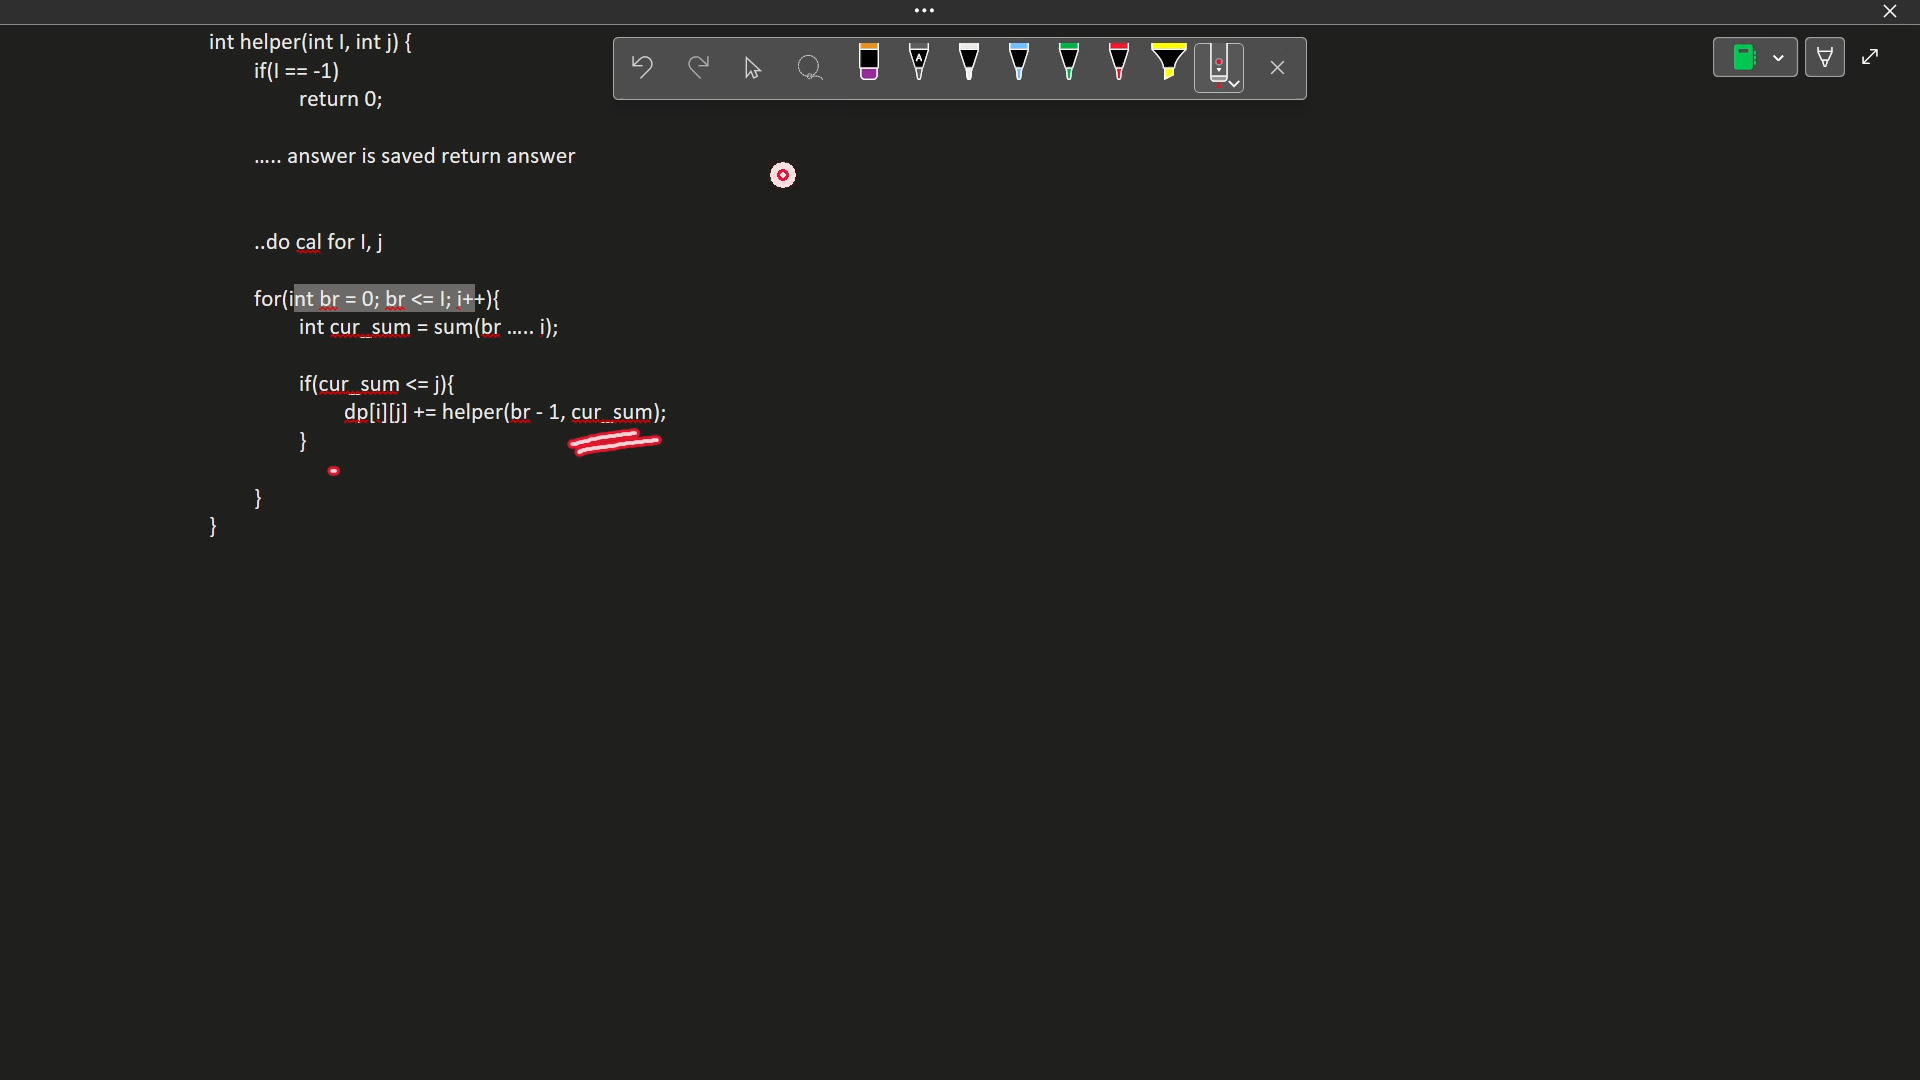 int helper(int I, int j) {
if(I == -1)
return 0;
..... answer is saved return answer
..do cal for I, j
for(int br = 0; br <= I; i++){
int cur_sum = sum(br ..... i);
if(cur_sum <= j){
dp[i][j] += helper(br - 1, cur_sum);
}
}
}